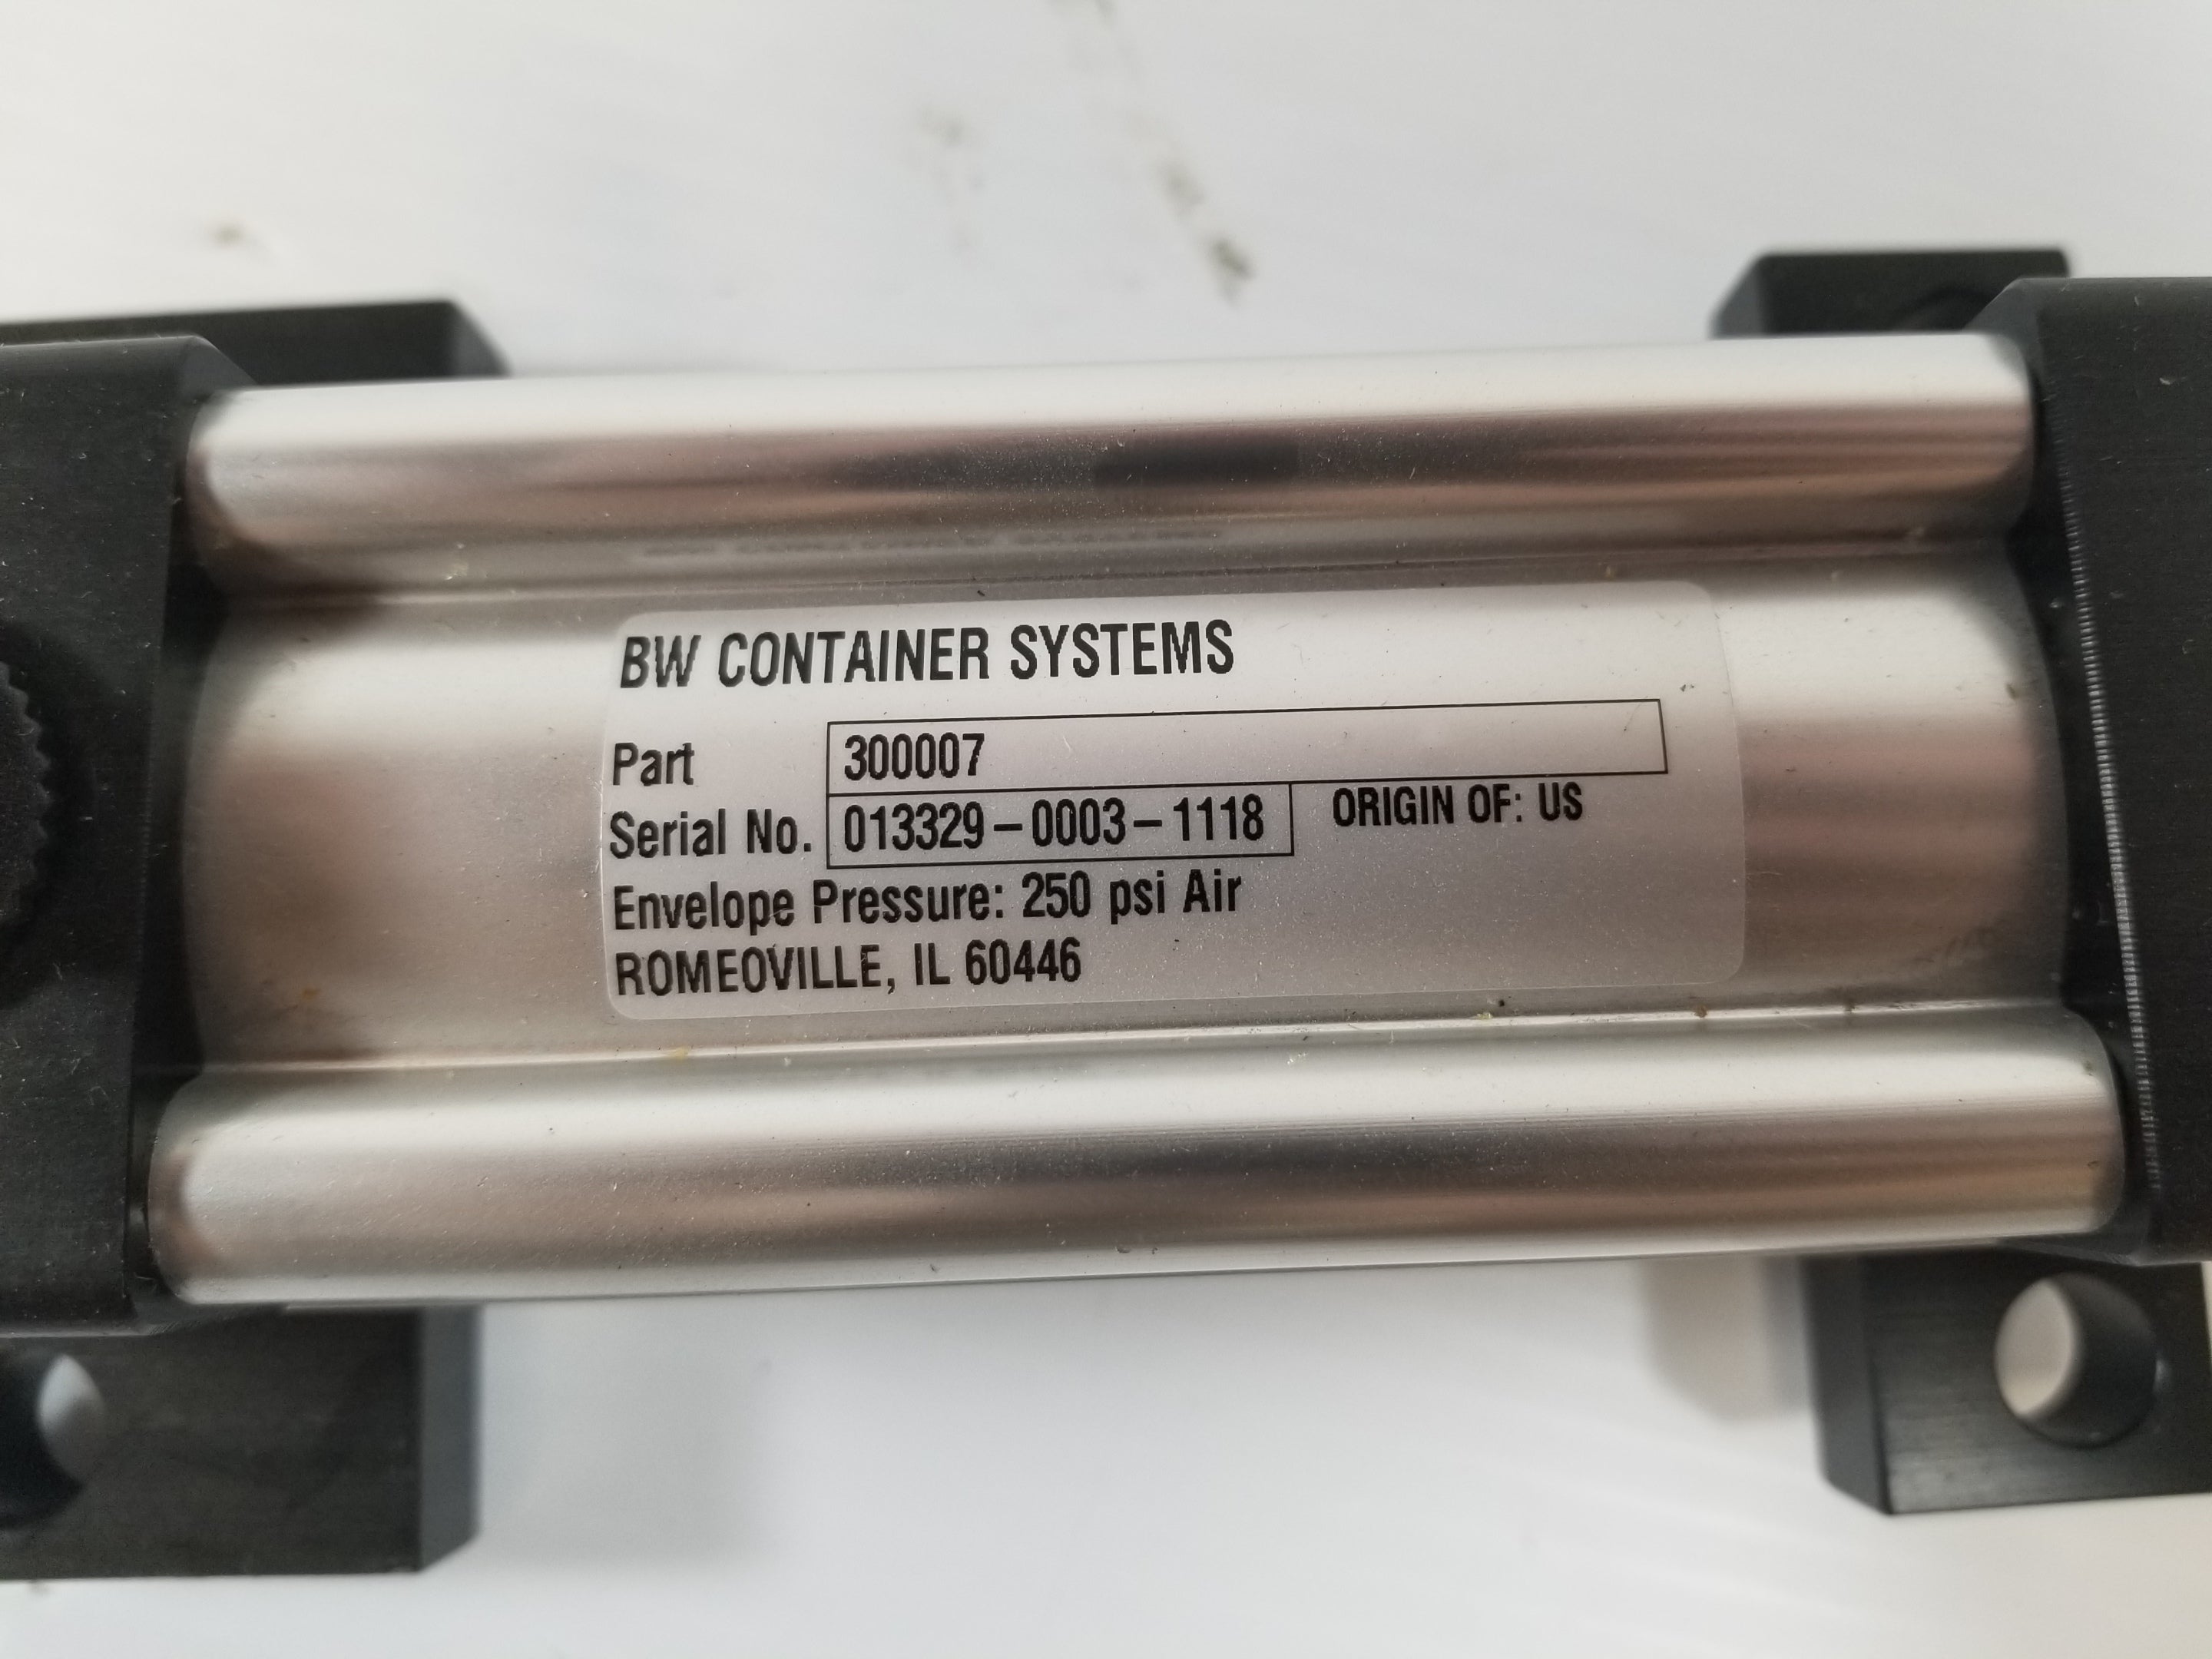 BW CONTAINER SYSTEMS
Part 300007
Serial No. 013329-0003-1118 ORIGIN OF: US
Envelope Pressure: 250 psi Air
ROMEOVILLE, IL 60446